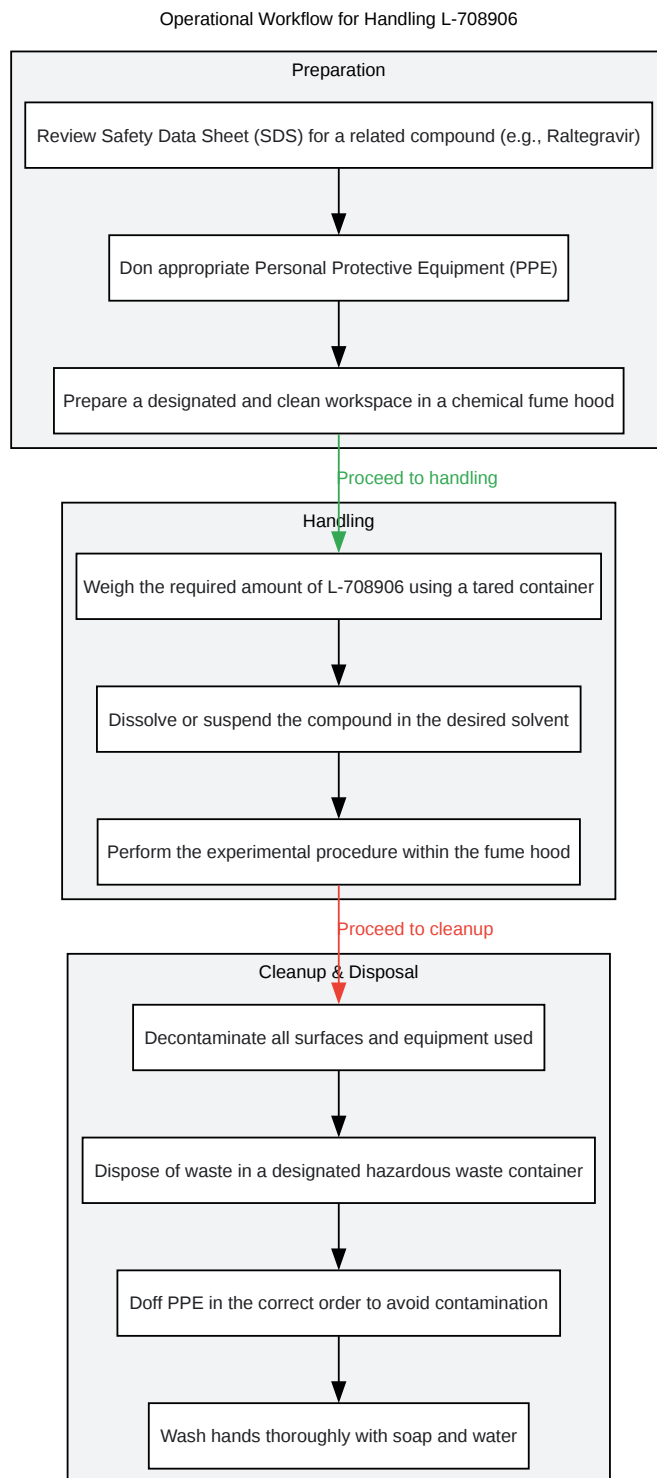 Operational Workflow for Handling L-708906
Preparation
Review Safety Data Sheet (SDS) for a related compound (e.g., Raltegravir)
Don appropriate Personal Protective Equipment (PPE)
Prepare a designated and clean workspace in a chemical fume hood
Proceed to handling
Handling
Weigh the required amount of L-708906 using a tared container
Dissolve or suspend the compound in the desired solvent
Perform the experimental procedure within the fume hood
Proceed to cleanup
Cleanup & Disposal
Decontaminate all surfaces and equipment used
Dispose of waste in a designated hazardous waste container
Doff PPE in the correct order to avoid contamination
Wash hands thoroughly with soap and water